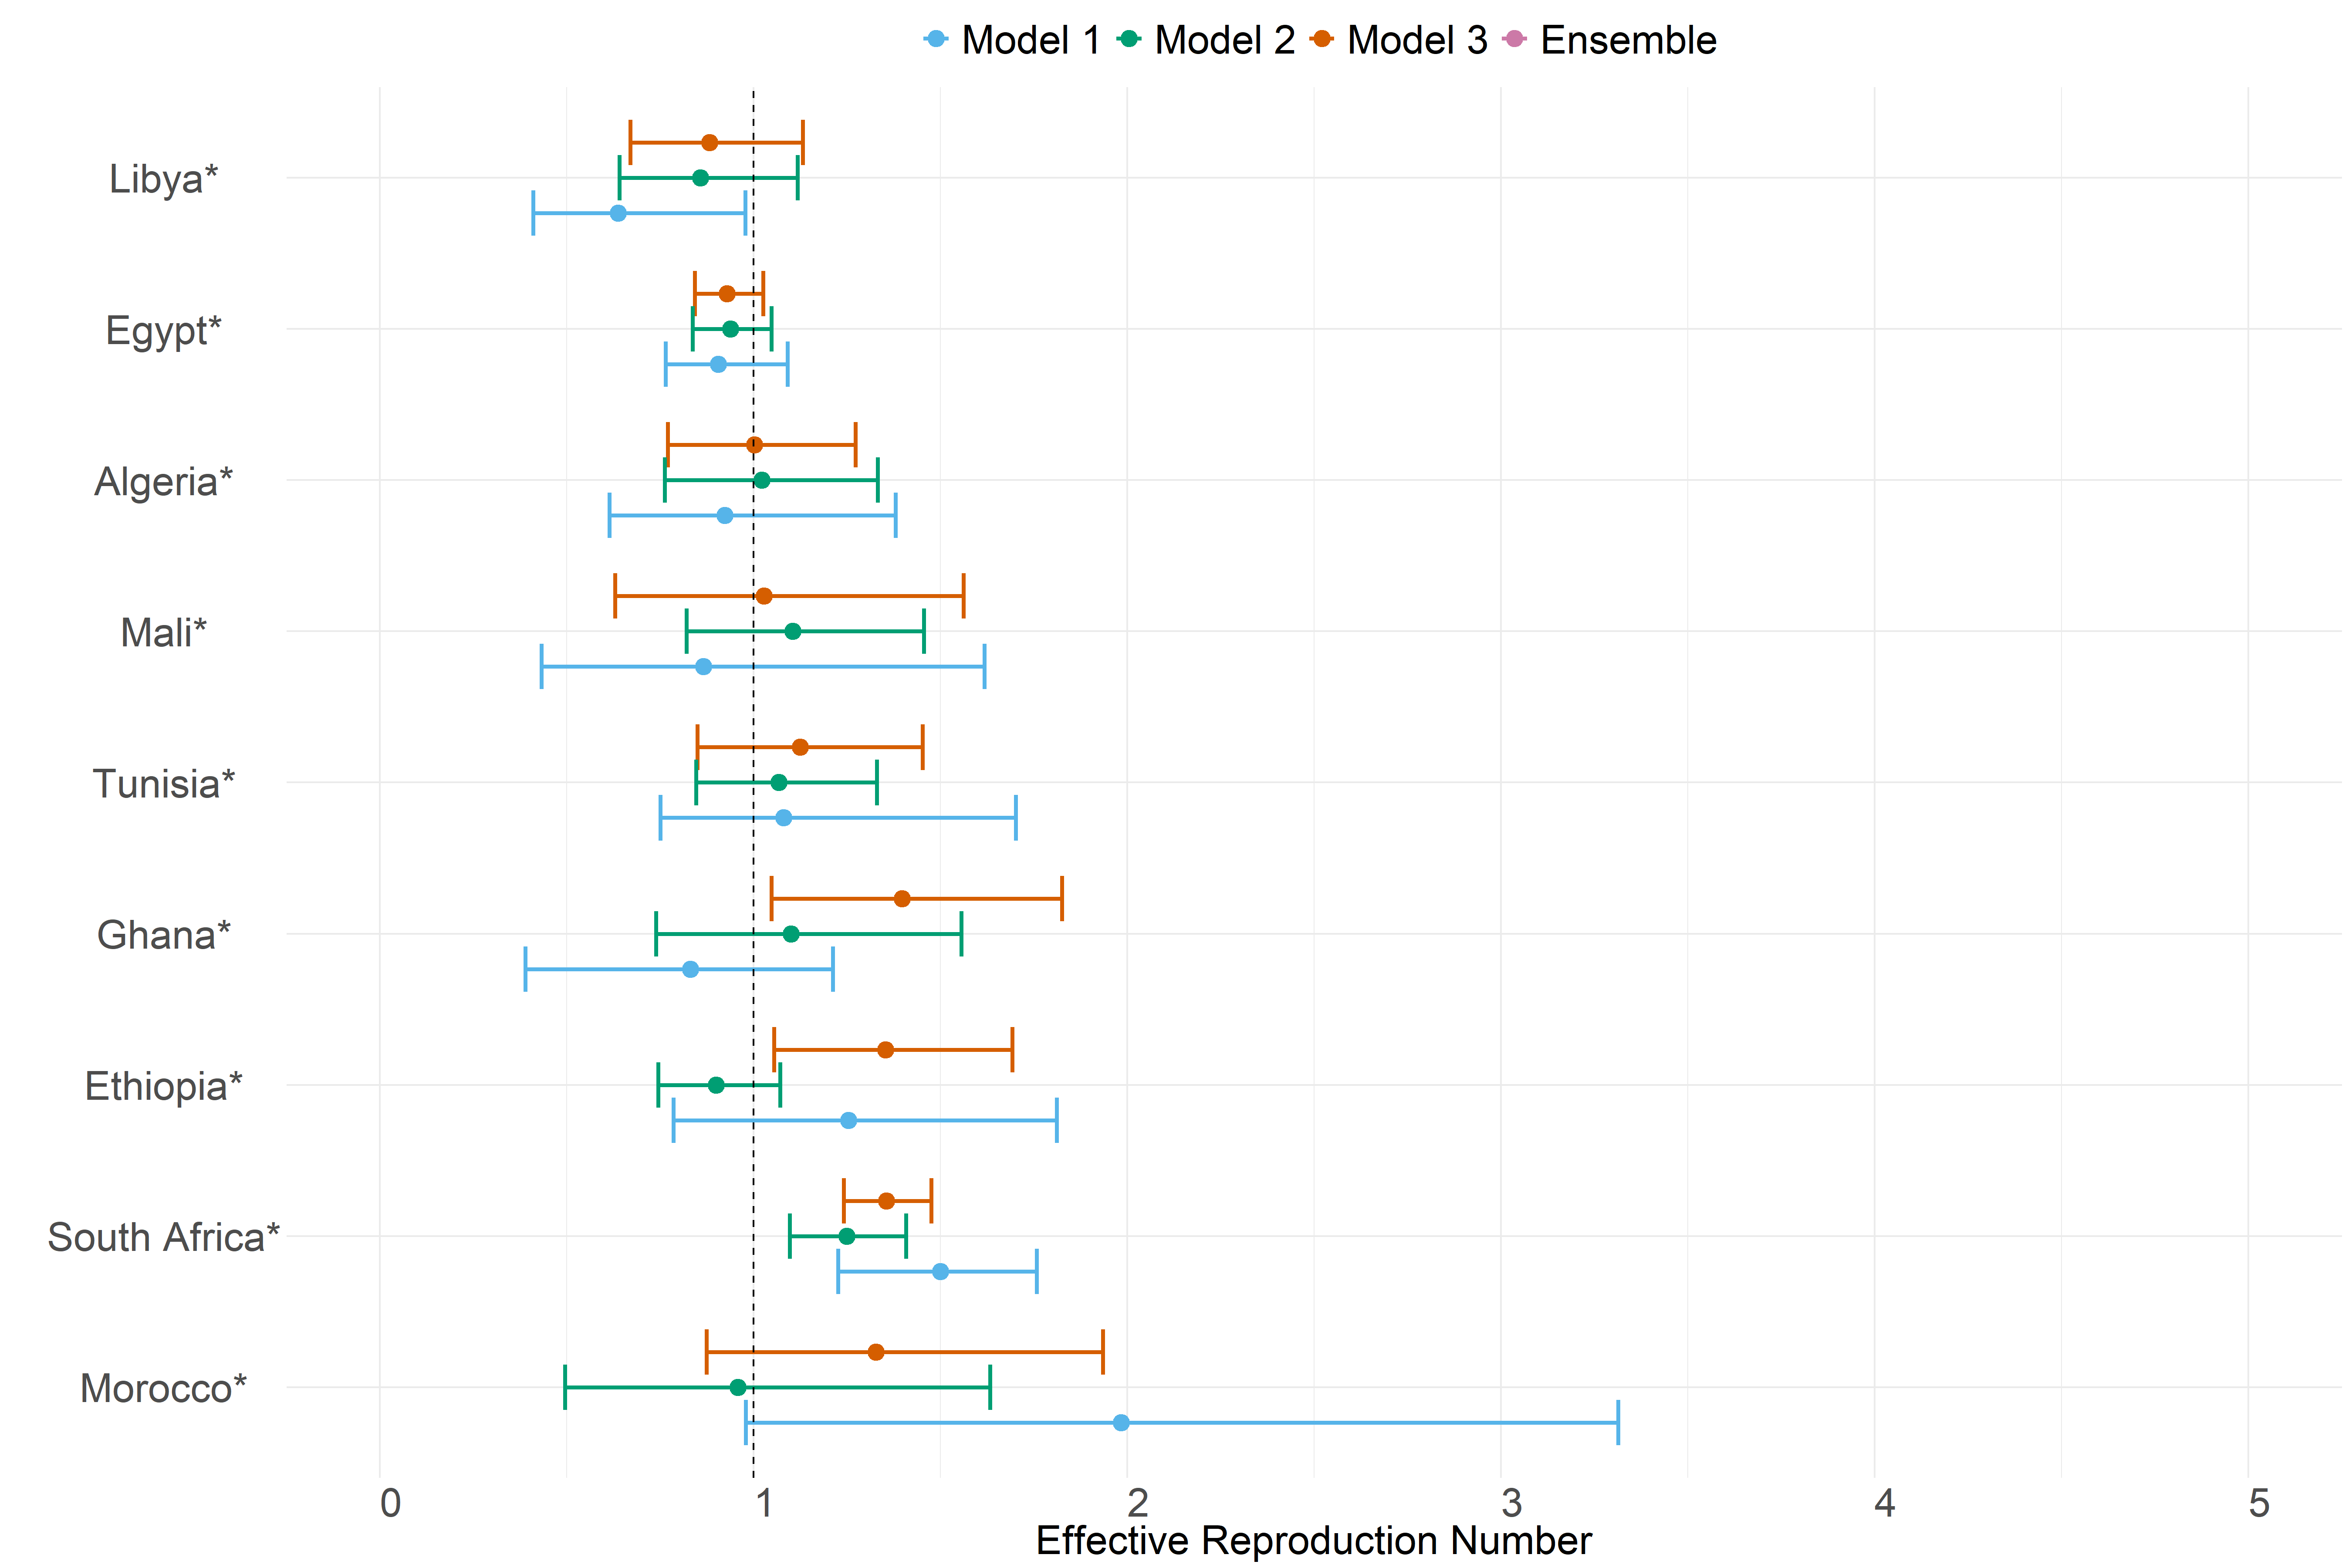 Model 1 Model 2 Model 3 Ensemble
Libya*
Egypt*
Algeria*
Mali*
Tunisia*
Ghana*
Ethiopia*
South Africa*
Morocco*
0 1 2 3 4 5
Effective Reproduction Number